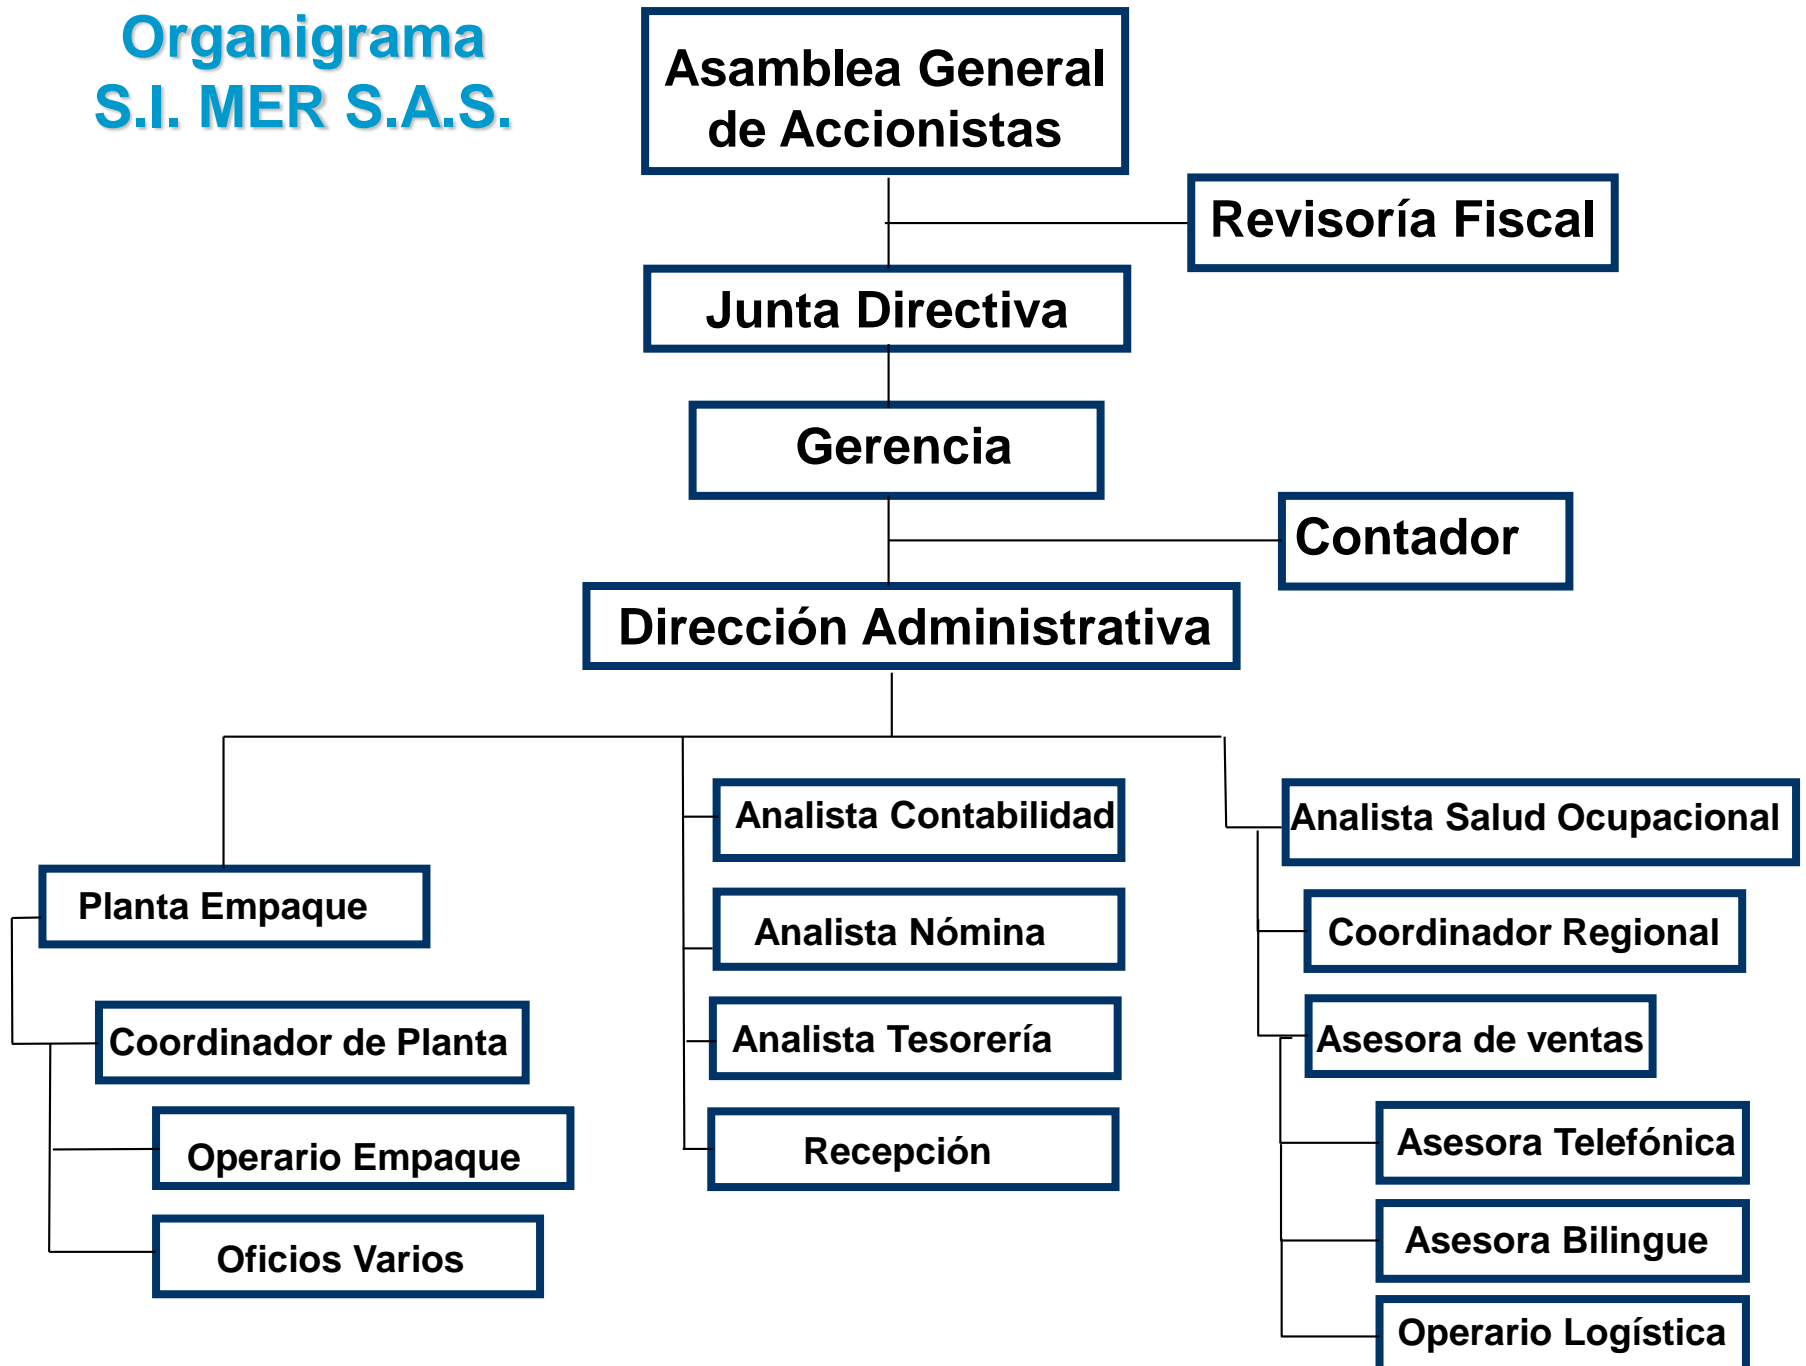 Organigrama
S.I. MER S.A.S.
Asamblea General
de Accionistas
Revisoría Fiscal
Junta Directiva
Gerencia
Contador
Dirección Administrativa
Planta Empaque
Coordinador de Planta
Operario Empaque
Oficios Varios
Analista Contabilidad
Analista Nómina
Analista Tesorería
Recepción
Analista Salud Ocupacional
Coordinador Regional
Asesora de ventas
Asesora Telefónica
Asesora Bilingue
Operario Logística